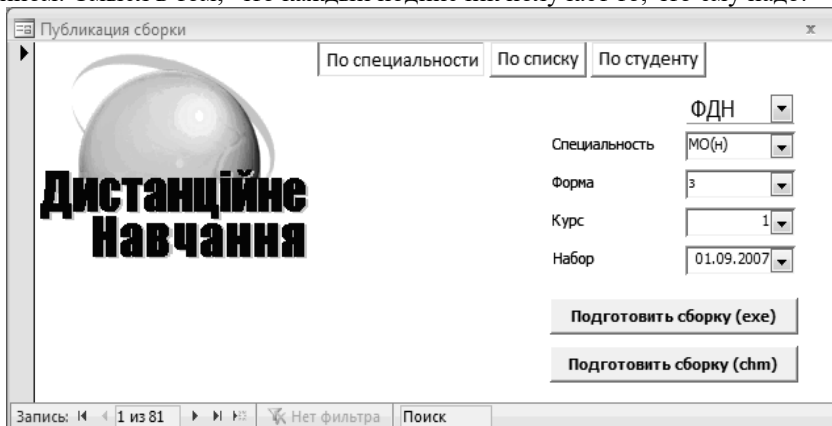 Публикация сборки
По специальности По списку По студенту
ФДН
Специальность МО(н)
Форма з
Курс 1
Набор 01.09.2007
Дистанційне
Навчання
Подготовить сборку (exe)
Подготовить сборку (chm)
Запись: 1 из 81 Нет фильтра Поиск